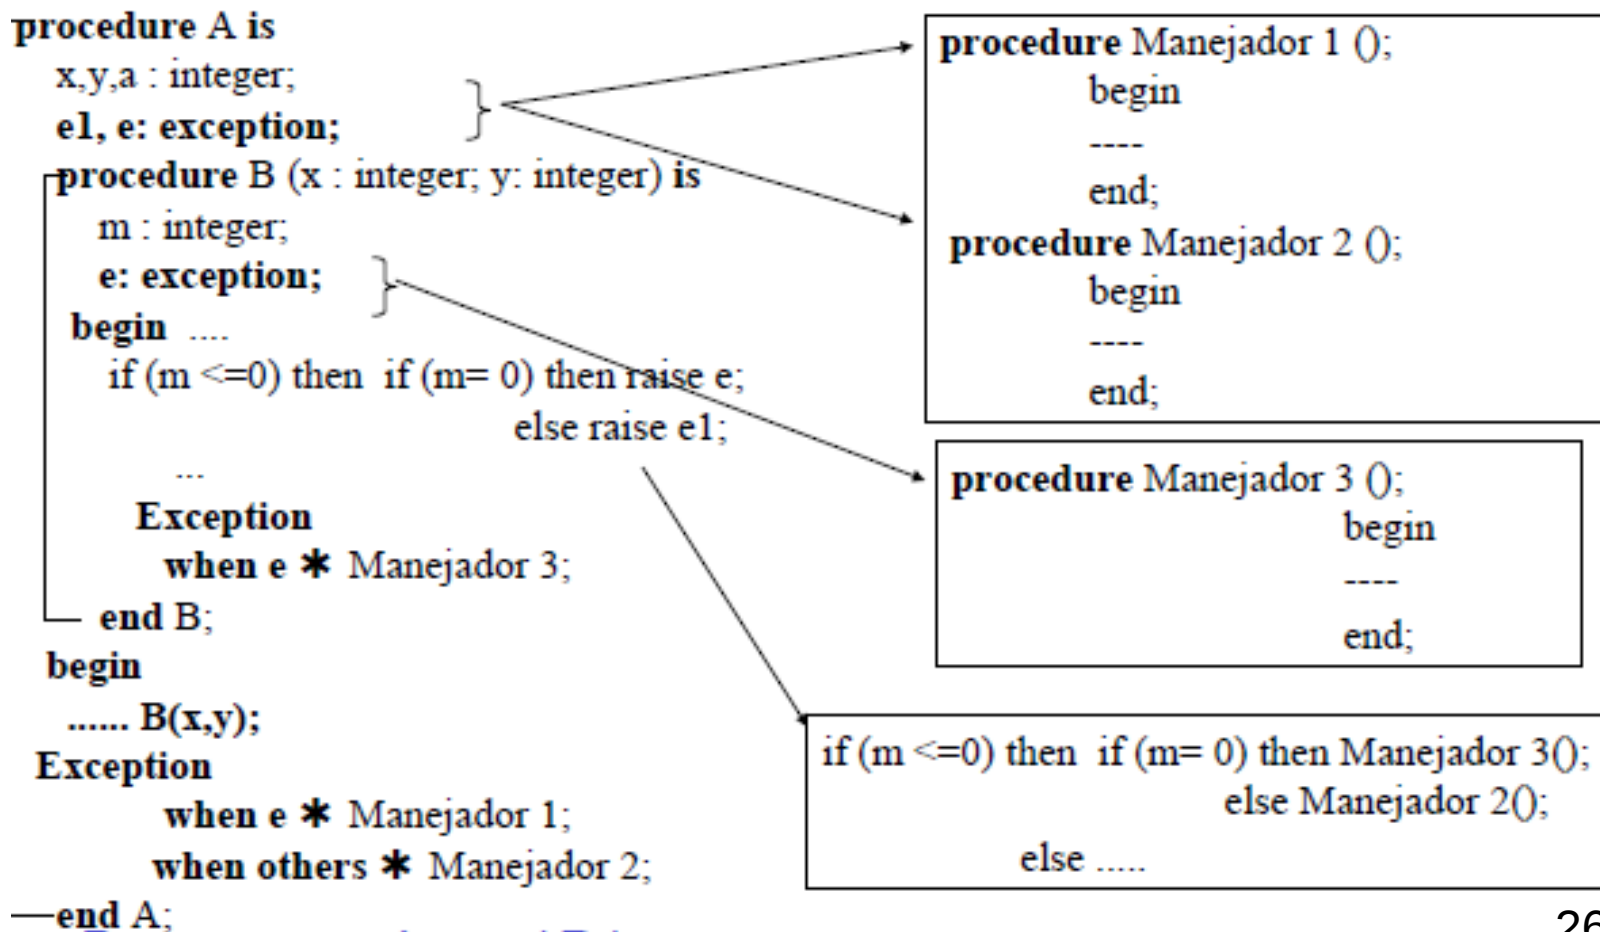 procedure A is
x,y,a : integer;
e1, e: exception;
procedure B (x : integer; y: integer) is
m : integer;
e: exception;
begin ....
if (m <=0) then if (m= 0) then raise e;
else raise e1;
...
Exception
when e * Manejador 3;
end B;
begin
...... B(x,y);
Exception
when e * Manejador 1;
when others * Manejador 2;
end A;
procedure Manejador 1 ();
begin
----
end;
procedure Manejador 2 ();
begin
----
end;
procedure Manejador 3 ();
begin
----
end;
if (m <=0) then if (m= 0) then Manejador 3();
else Manejador 2();
else .....
26